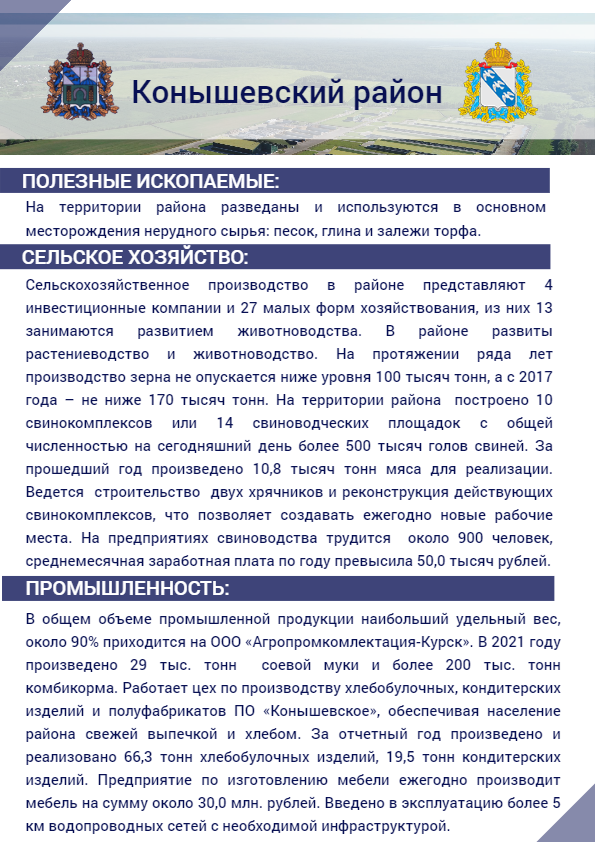 Конышевский район
ПОЛЕЗНЫЕ ИСКОПАЕМЫЕ:
На территории района разведаны и используются в основном
месторождения нерудного сырья: песок, глина и залежи торфа.
СЕЛЬСКОЕ ХОЗЯЙСТВО:
Сельскохозяйственное производство в районе представляют 4
инвестиционные компании и 27 малых форм хозяйствования, из них 13
занимаются развитием животноводства. В районе развиты
растениеводство и животноводство. На протяжении ряда лет
производство зерна не опускается ниже уровня 100 тысяч тонн, а с 2017
года – не ниже 170 тысяч тонн. На территории района построено 10
свинокомплексов или 14 свиноводческих площадок с общей
численностью на сегодняшний день более 500 тысяч голов свиней. За
прошедший год произведено 10,8 тысяч тонн мяса для реализации.
Ведется строительство двух хрячников и реконструкция действующих
свинокомплексов, что позволяет создавать ежегодно новые рабочие
места. На предприятиях свиноводства трудится около 900 человек,
среднемесячная заработная плата по году превысила 50,0 тысяч рублей.
ПРОМЫШЛЕННОСТЬ:
В общем объеме промышленной продукции наибольший удельный вес,
около 90% приходится на ООО «Агропромкомлектация-Курск». В 2021 году
произведено 29 тыс. тонн соевой муки и более 200 тыс. тонн
комбикорма. Работает цех по производству хлебобулочных, кондитерских
изделий и полуфабрикатов ПО «Конышевское», обеспечивая население
района свежей выпечкой и хлебом. За отчетный год произведено и
реализовано 66,3 тонн хлебобулочных изделий, 19,5 тонн кондитерских
изделий. Предприятие по изготовлению мебели ежегодно производит
мебель на сумму около 30,0 млн. рублей. Введено в эксплуатацию более 5
км водопроводных сетей с необходимой инфраструктурой.